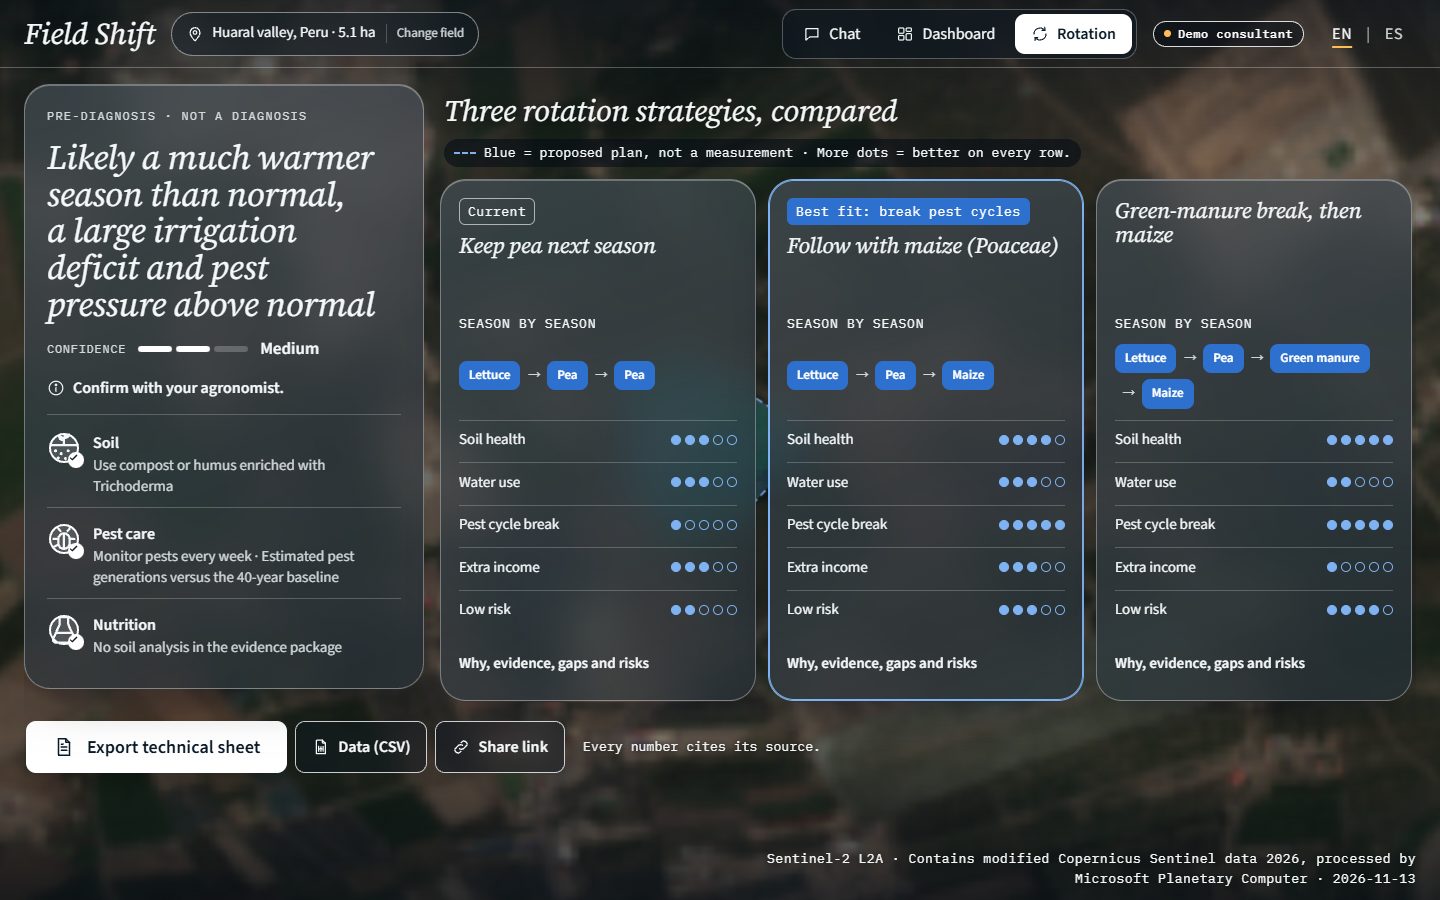 Field Shift
Huaral valley, Peru · 5.1 ha
Change field
Chat
Dashboard
Rotation
Demo consultant
EN | ES
PRE-DIAGNOSIS · NOT A DIAGNOSIS
Likely a much warmer
season than normal,
a large irrigation
deficit and pest
pressure above normal
CONFIDENCE
Medium
Confirm with your agronomist.
Soil
Use compost or humus enriched with
Trichoderma
Pest care
Monitor pests every week · Estimated pest
generations versus the 40-year baseline
Nutrition
No soil analysis in the evidence package
Three rotation strategies, compared
Blue = proposed plan, not a measurement · More dots = better on every row.
Current
Keep pea next season
SEASON BY SEASON
Lettuce → Pea → Pea
Soil health
Water use
Pest cycle break
Extra income
Low risk
Why, evidence, gaps and risks
Best fit: break pest cycles
Follow with maize (Poaceae)
SEASON BY SEASON
Lettuce → Pea → Maize
Soil health
Water use
Pest cycle break
Extra income
Low risk
Why, evidence, gaps and risks
Green-manure break, then
maize
SEASON BY SEASON
Lettuce → Pea → Green manure
→ Maize
Soil health
Water use
Pest cycle break
Extra income
Low risk
Why, evidence, gaps and risks
Export technical sheet
Data (CSV)
Share link
Every number cites its source.
Sentinel-2 L2A · Contains modified Copernicus Sentinel data 2026, processed by
Microsoft Planetary Computer · 2026-11-13